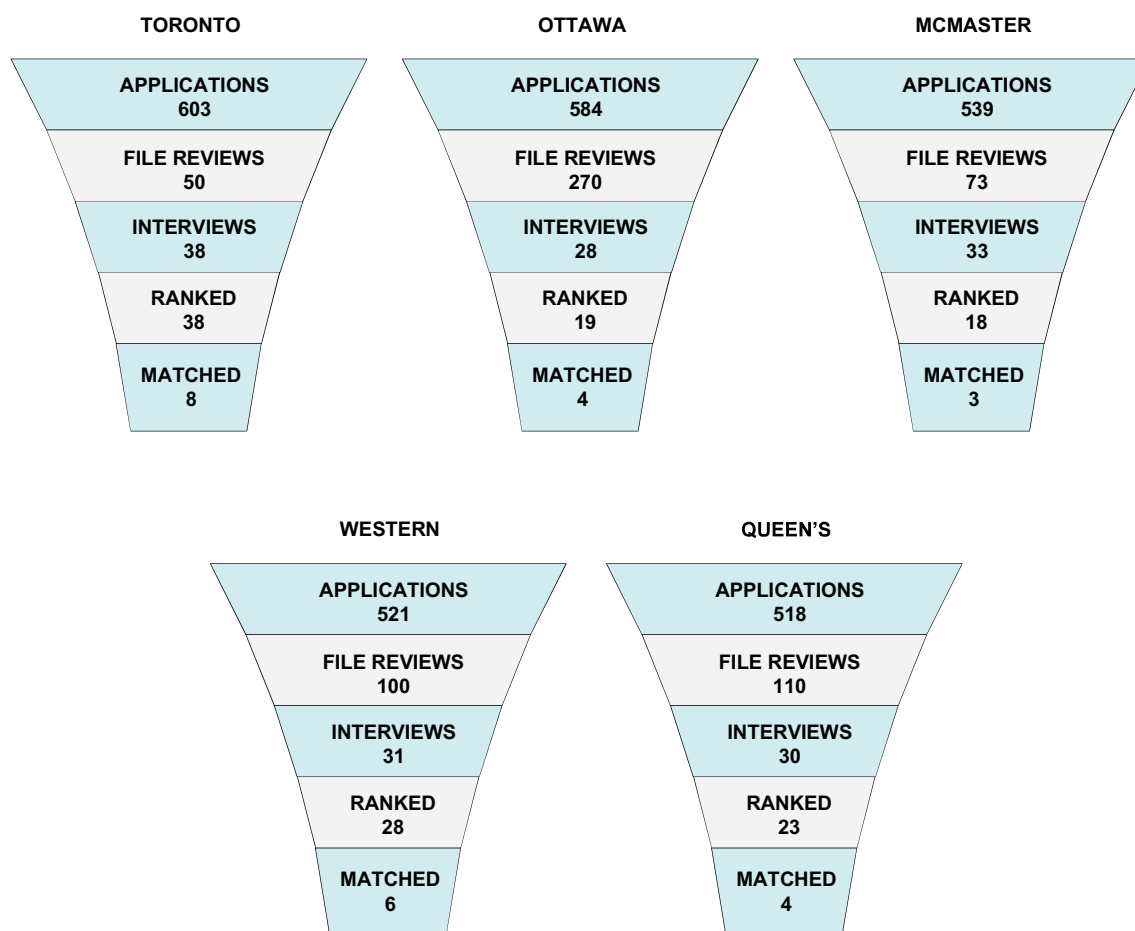 TORONTO
APPLICATIONS
603
FILE REVIEWS
50
INTERVIEWS
38
RANKED
38
MATCHED
8
OTTAWA
APPLICATIONS
584
FILE REVIEWS
270
INTERVIEWS
28
RANKED
19
MATCHED
4
MCMASTER
APPLICATIONS
539
FILE REVIEWS
73
INTERVIEWS
33
RANKED
18
MATCHED
3
WESTERN
APPLICATIONS
521
FILE REVIEWS
100
INTERVIEWS
31
RANKED
28
MATCHED
6
QUEEN’S
APPLICATIONS
518
FILE REVIEWS
110
INTERVIEWS
30
RANKED
23
MATCHED
4